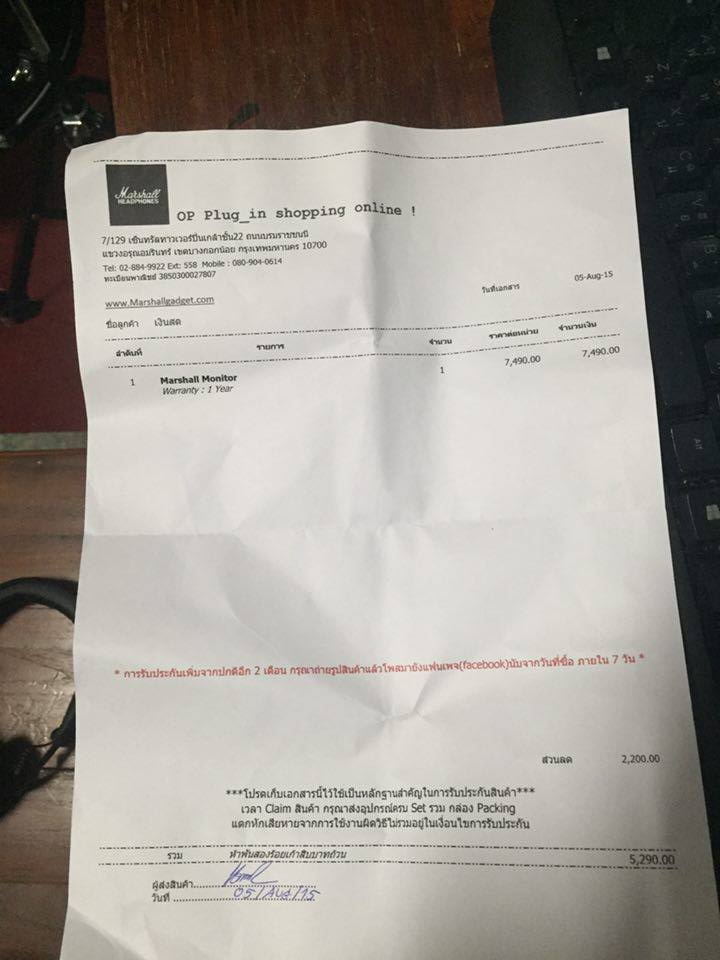 Marshall
HEADPHONES
OP Plug_in shopping online !
7/129 เซ็นทรัลทาวเวอร์ปิ่นเกล้าชั้น22 ถนนบรมราชชนนี
แขวงอรุณอมรินทร์ เขตบางกอกน้อย กรุงเทพมหานคร 10700
Tel: 02-884-9922 Ext: 558 Mobile : 080-904-0614
ทะเบียนพาณิชย์ 3850300027807
www.Marshallgadget.com
วันที่เอกสาร 05-Aug-15
ชื่อลูกค้า เงินสด
ลำดับที่ รายการ จำนวน ราคาต่อหน่วย จำนวนเงิน
1 Marshall Monitor 1 7,490.00 7,490.00
Warranty : 1 Year
* การรับประกันเพิ่มจากปกติอีก 2 เดือน กรุณาถ่ายรูปสินค้าแล้วโพสมายังแฟนเพจ(facebook)นับจากวันที่ซื้อ ภายใน 7 วัน *
ส่วนลด 2,200.00
***โปรดเก็บเอกสารนี้ไว้ใช้เป็นหลักฐานสำคัญในการรับประกันสินค้า***
เวลา Claim สินค้า กรุณาส่งอุปกรณ์ครบ Set รวม กล่อง Packing
แตกหักเสียหายจากการใช้งานผิดวิธีไม่รวมอยู่ในเงื่อนไขการรับประกัน
รวม ห้าพันสองร้อยเก้าสิบบาทถ้วน 5,290.00
ผู้ส่งสินค้า
วันที่ 05/AUG/15